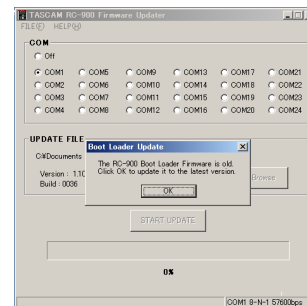 TASCAM RC-900 Firmware Updater
FILE(F) HELP(H)
COM
Off
COM1 COM5 COM9 COM13 COM17 COM21
COM2 COM6 COM10 COM14 COM18 COM22
COM3 COM7 COM11 COM15 COM19 COM23
COM4 COM8 COM12 COM16 COM20 COM24
UPDATE FILE
C:¥Documents
Version : 1.10
Build : 0036
Browse
Boot Loader Update
The RC-900 Boot Loader Firmware is old.
Click OK to update it to the latest version.
OK
START UPDATE
0%
COM1 8-N-1 57600bps